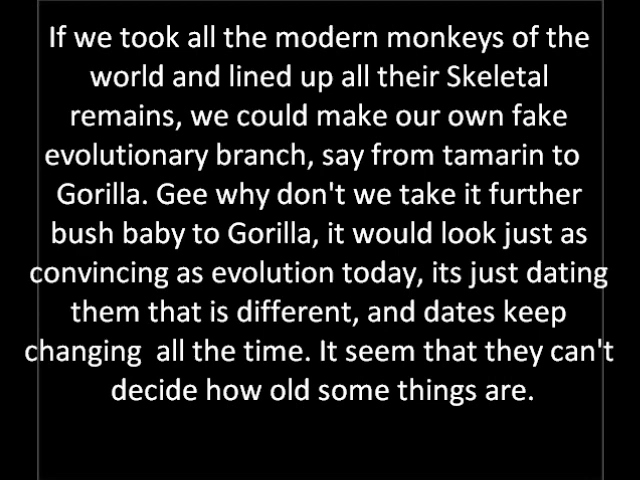 If we took all the modern monkeys of the
world and lined up all their Skeletal
remains, we could make our own fake
evolutionary branch, say from tamarin to
Gorilla. Gee why don't we take it further
bush baby to Gorilla, it would look just as
convincing as evolution today, its just dating
them that is different, and dates keep
changing  all the time. It seem that they can't
decide how old some things are.